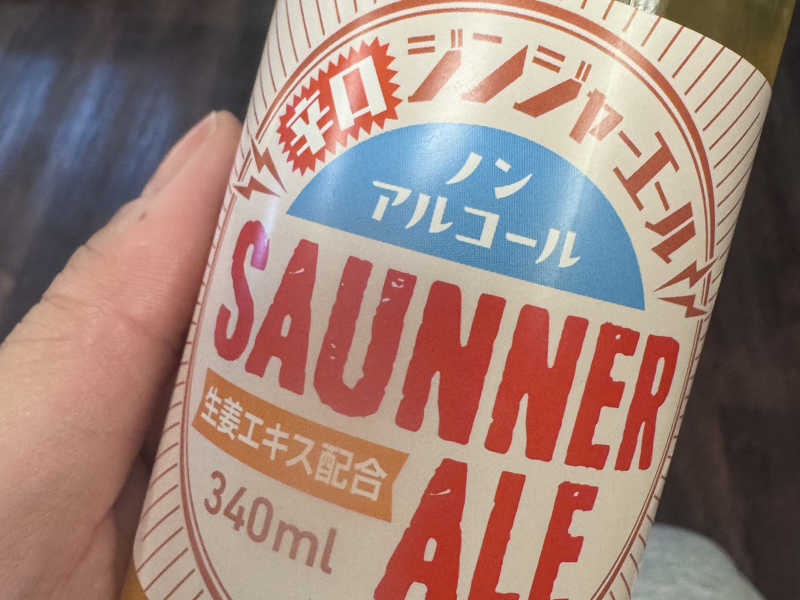 辛口
ジンジャーエール
ノン
アルコール
SAUNNER
生姜エキス配合
340ml
ALE